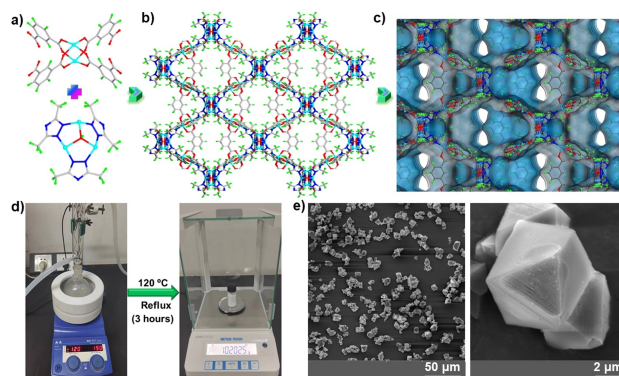 a)
b)
c)
d)
120 ℃
Reflux
(3 hours)
e)
50 µm
2 µm